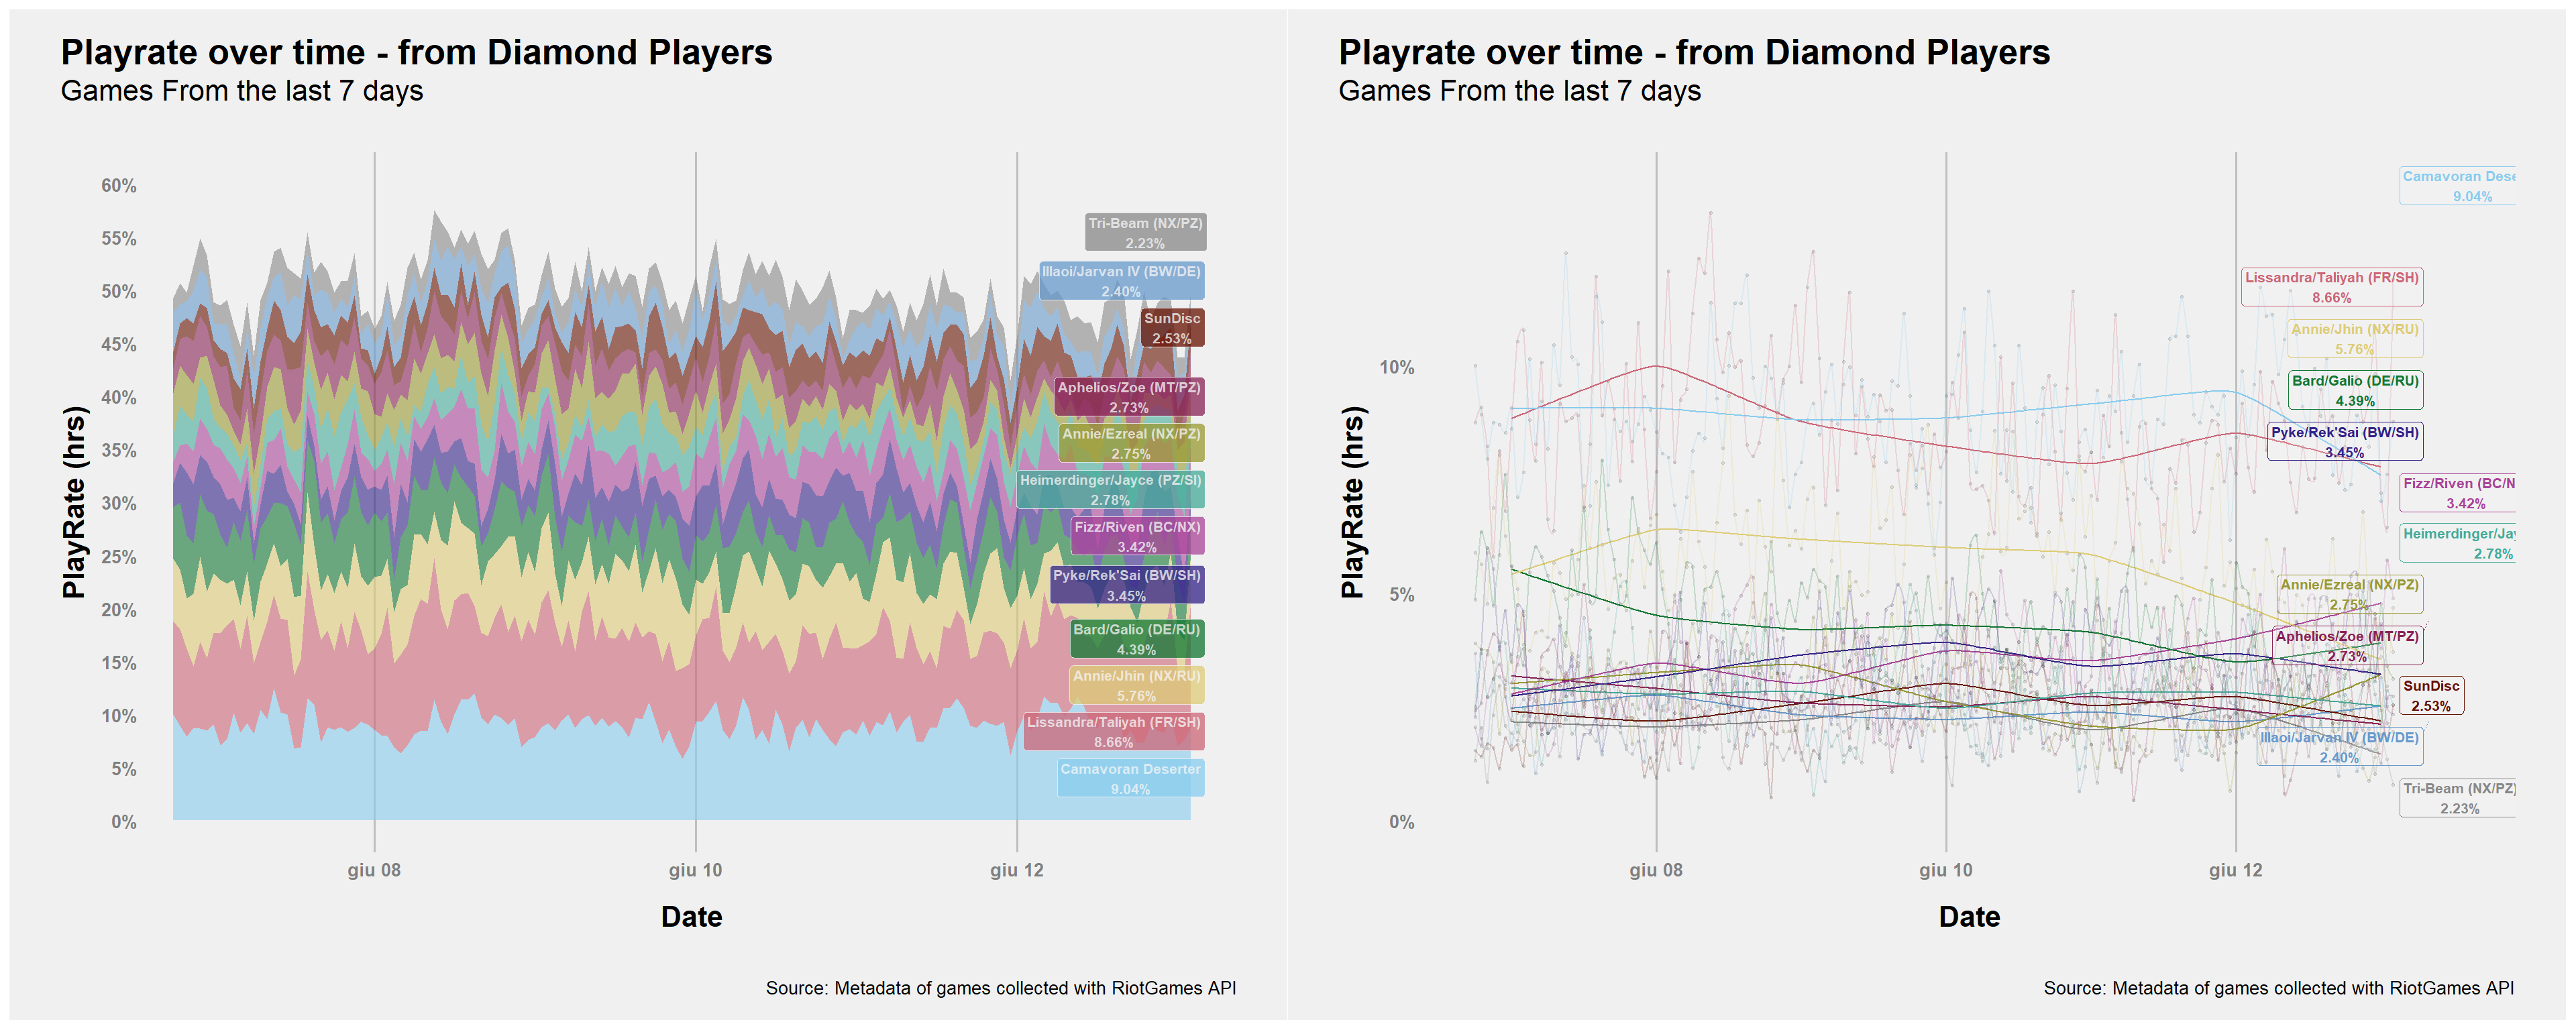 Playrate over time - from Diamond Players
Games From the last 7 days
PlayRate (hrs)
60%
55%
50%
45%
40%
35%
30%
25%
20%
15%
10%
5%
0%
Tri-Beam (NX/PZ)
2.23%
Illaoi/Jarvan IV (BW/DE)
2.40%
SunDisc
2.53%
Aphelios/Zoe (MT/PZ)
2.73%
Annie/Ezreal (NX/PZ)
2.75%
Heimerdinger/Jayce (PZ/SI)
2.78%
Fizz/Riven (BC/NX)
3.42%
Pyke/Rek'Sai (BW/SH)
3.45%
Bard/Galio (DE/RU)
4.39%
Annie/Jhin (NX/RU)
5.76%
Lissandra/Taliyah (FR/SH)
8.66%
Camavoran Deserter
9.04%
giu 08
giu 10
giu 12
Date
Source: Metadata of games collected with RiotGames API
Playrate over time - from Diamond Players
Games From the last 7 days
PlayRate (hrs)
10%
5%
0%
Camavoran Dese
9.04%
Lissandra/Taliyah (FR/SH)
8.66%
Annie/Jhin (NX/RU)
5.76%
Bard/Galio (DE/RU)
4.39%
Pyke/Rek'Sai (BW/SH)
3.45%
Fizz/Riven (BC/N
3.42%
Heimerdinger/Jay
2.78%
Annie/Ezreal (NX/PZ)
2.75%
Aphelios/Zoe (MT/PZ)
2.73%
SunDisc
2.53%
Illaoi/Jarvan IV (BW/DE)
2.40%
Tri-Beam (NX/PZ)
2.23%
giu 08
giu 10
giu 12
Date
Source: Metadata of games collected with RiotGames API